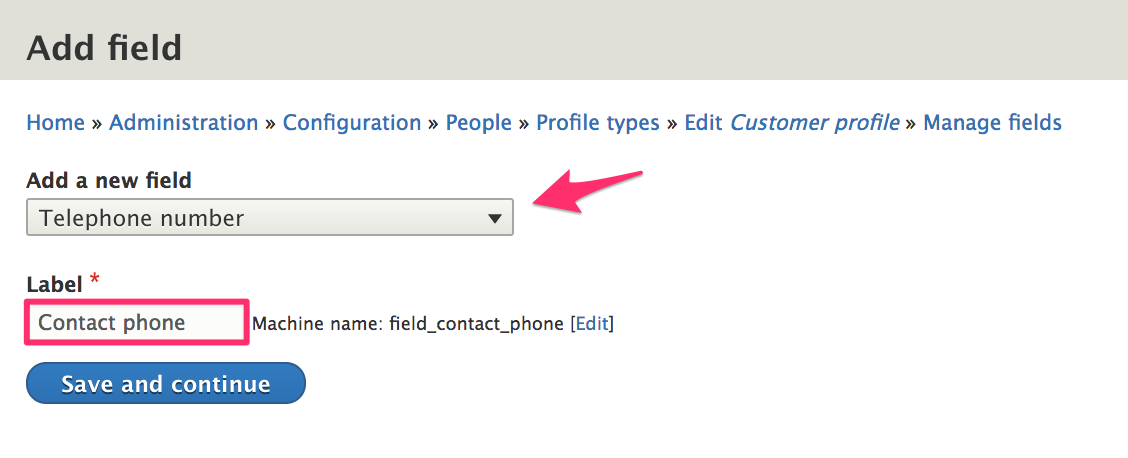 Add field
Home » Administration » Configuration » People » Profile types » Edit Customer profile » Manage fields
Add a new field
Telephone number
Label *
Contact phone Machine name: field_contact_phone [Edit]
Save and continue